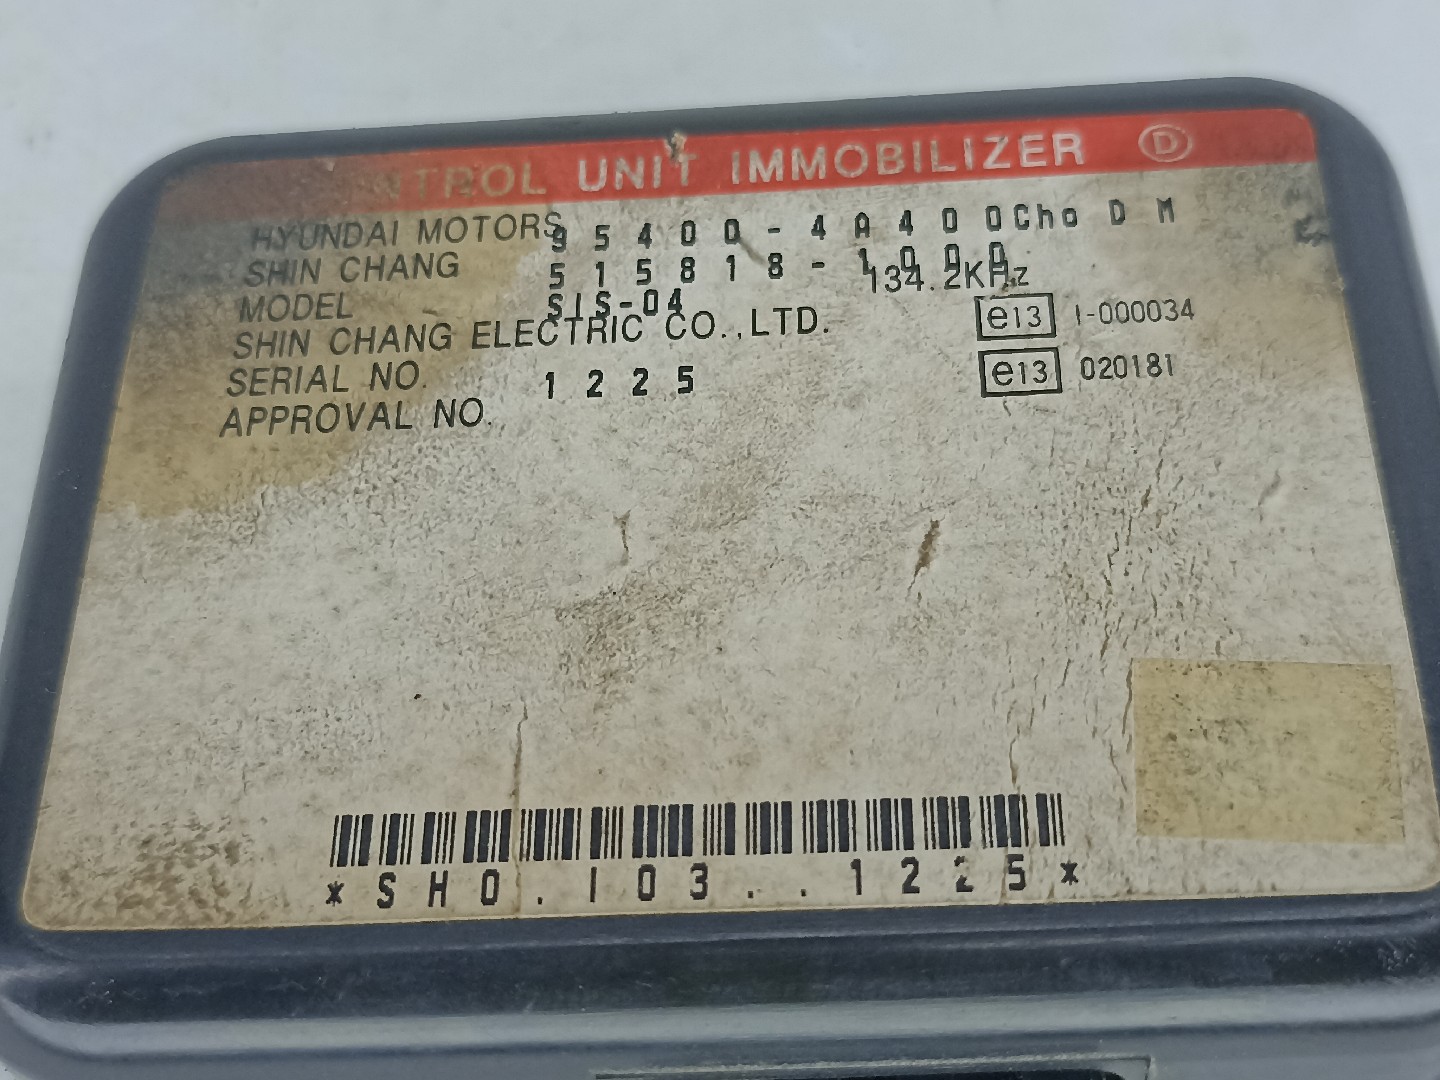 CONTROL UNIT IMMOBILIZER D
HYUNDAI MOTORS 95400-4A400 Cho D M
SHIN CHANG 515818-1000 134.2KHz
MODEL SIS-04
SHIN CHANG ELECTRIC CO.,LTD. e13 1-000034
SERIAL NO. 1225 e13 020181
APPROVAL NO.
*SH0.103..1225*